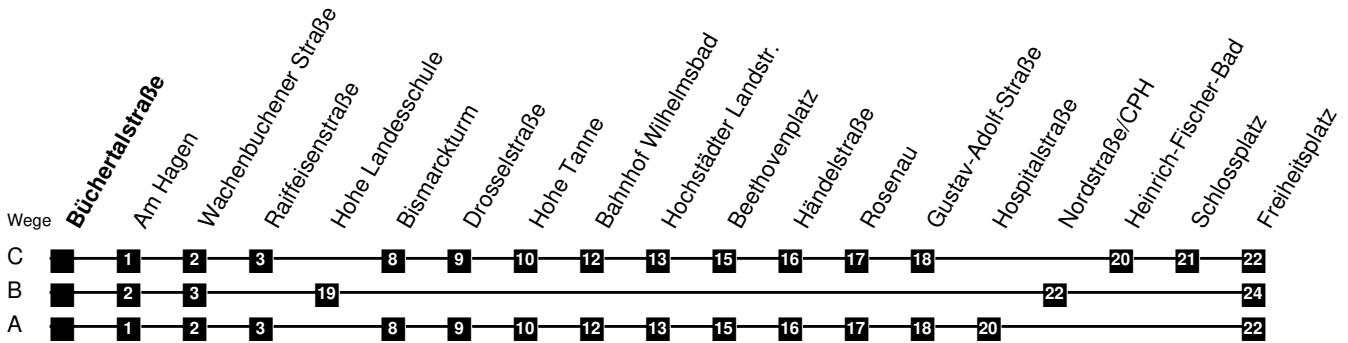 Büchertalstraße
Am Hagen
Wachenbuchener Straße
Raiffeisenstraße
Hohe Landesschule
Bismarckturm
Drosselstraße
Hohe Tanne
Bahnhof Wilhelmsbad
Hochstädter Landstr.
Beethovenplatz
Händelstraße
Rosenau
Gustav-Adolf-Straße
Hospitalstraße
Nordstraße/CPH
Heinrich-Fischer-Bad
Schlossplatz
Freiheitsplatz
Wege
C 1 2 3 8 9 10 12 13 15 16 17 18 20 21 22
B 2 3 19 22 24
A 1 2 3 8 9 10 12 13 15 16 17 18 20 22